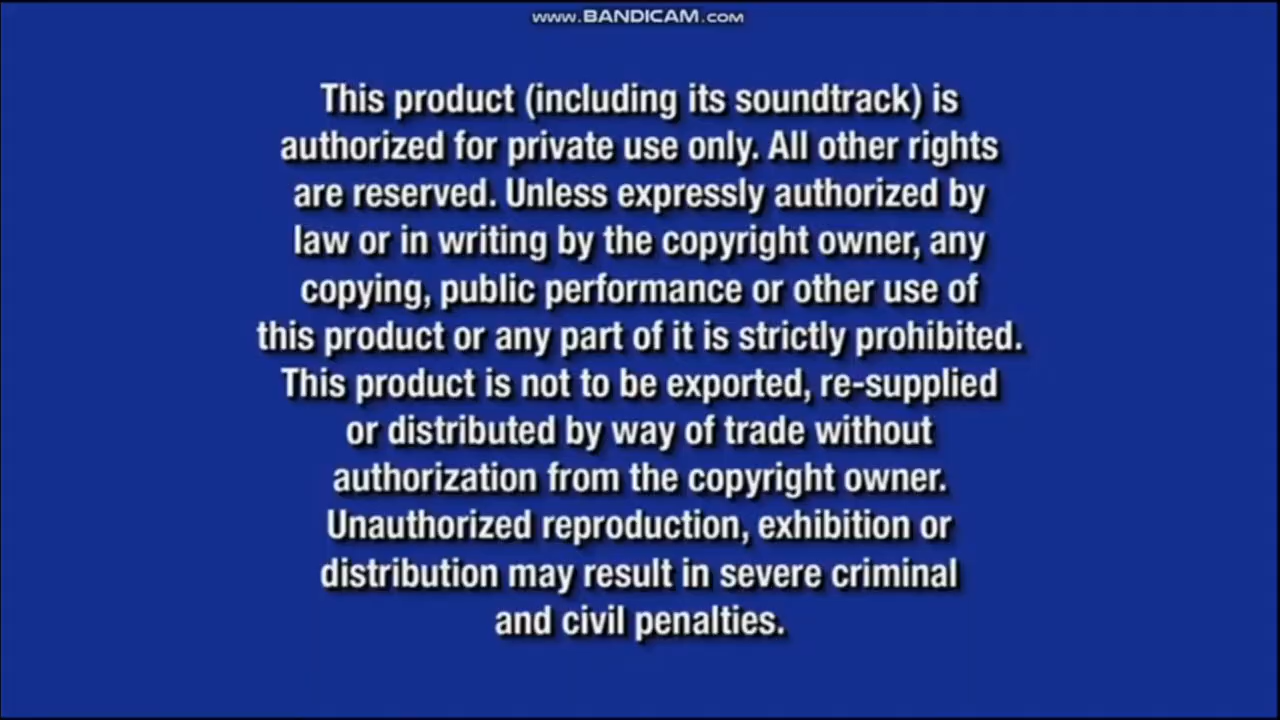 www.BANDICAM.com
This product (including its soundtrack) is
authorized for private use only. All other rights
are reserved. Unless expressly authorized by
law or in writing by the copyright owner, any
copying, public performance or other use of
this product or any part of it is strictly prohibited.
This product is not to be exported, re-supplied
or distributed by way of trade without
authorization from the copyright owner.
Unauthorized reproduction, exhibition or
distribution may result in severe criminal
and civil penalties.